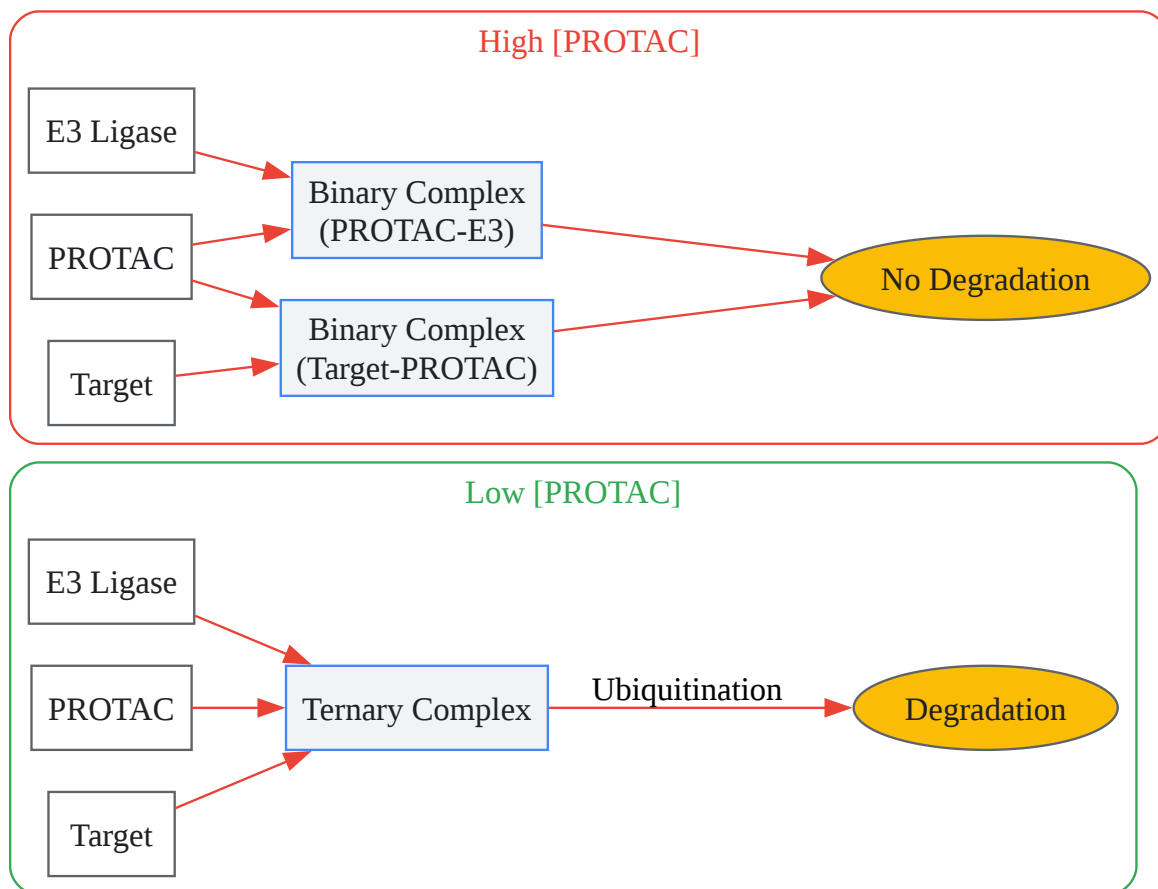 High [PROTAC]
E3 Ligase
PROTAC
Target
Binary Complex
(PROTAC-E3)
Binary Complex
(Target-PROTAC)
No Degradation
Low [PROTAC]
E3 Ligase
PROTAC
Target
Ternary Complex
Ubiquitination
Degradation